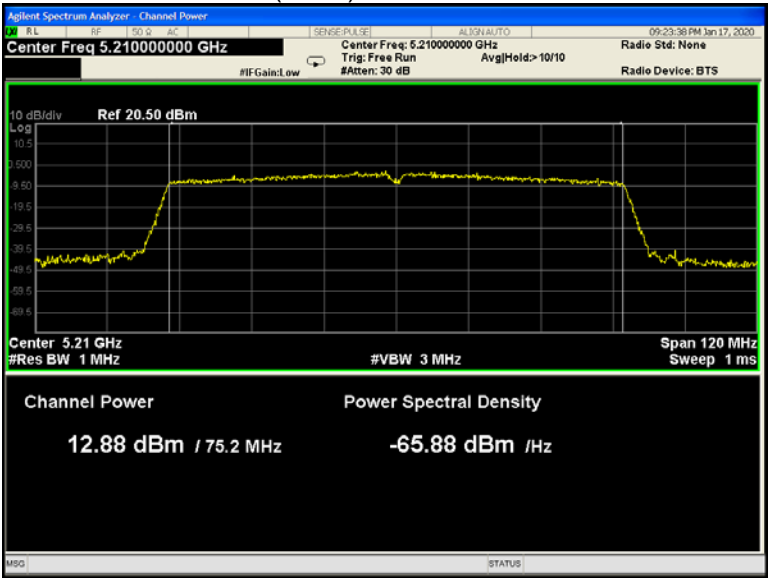 Agilent Spectrum Analyzer - Channel Power
RL RF 50 Ω AC SENSE:PULSE ALIGNAUTO 09:23:38 PM Jan 17, 2020
Center Freq 5.210000000 GHz Center Freq: 5.210000000 GHz Radio Std: None
Trig: Free Run Avg|Hold:>10/10
#IFGain:Low #Atten: 30 dB Radio Device: BTS
10 dB/div Ref 20.50 dBm
Log
10.5
0.500
-9.50
-19.5
-29.5
-39.5
-49.5
-59.5
-69.5
Center 5.21 GHz Span 120 MHz
#Res BW 1 MHz #VBW 3 MHz Sweep 1 ms
Channel Power Power Spectral Density
12.88 dBm / 75.2 MHz -65.88 dBm /Hz
MSG STATUS